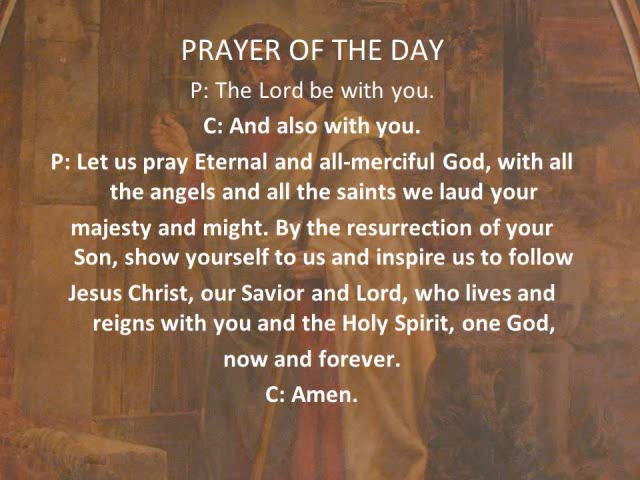 PRAYER OF THE DAY
P: The Lord be with you.
C: And also with you.
P: Let us pray Eternal and all-merciful God, with all
the angels and all the saints we laud your
majesty and might. By the resurrection of your
Son, show yourself to us and inspire us to follow
Jesus Christ, our Savior and Lord, who lives and
reigns with you and the Holy Spirit, one God,
now and forever.
C: Amen.